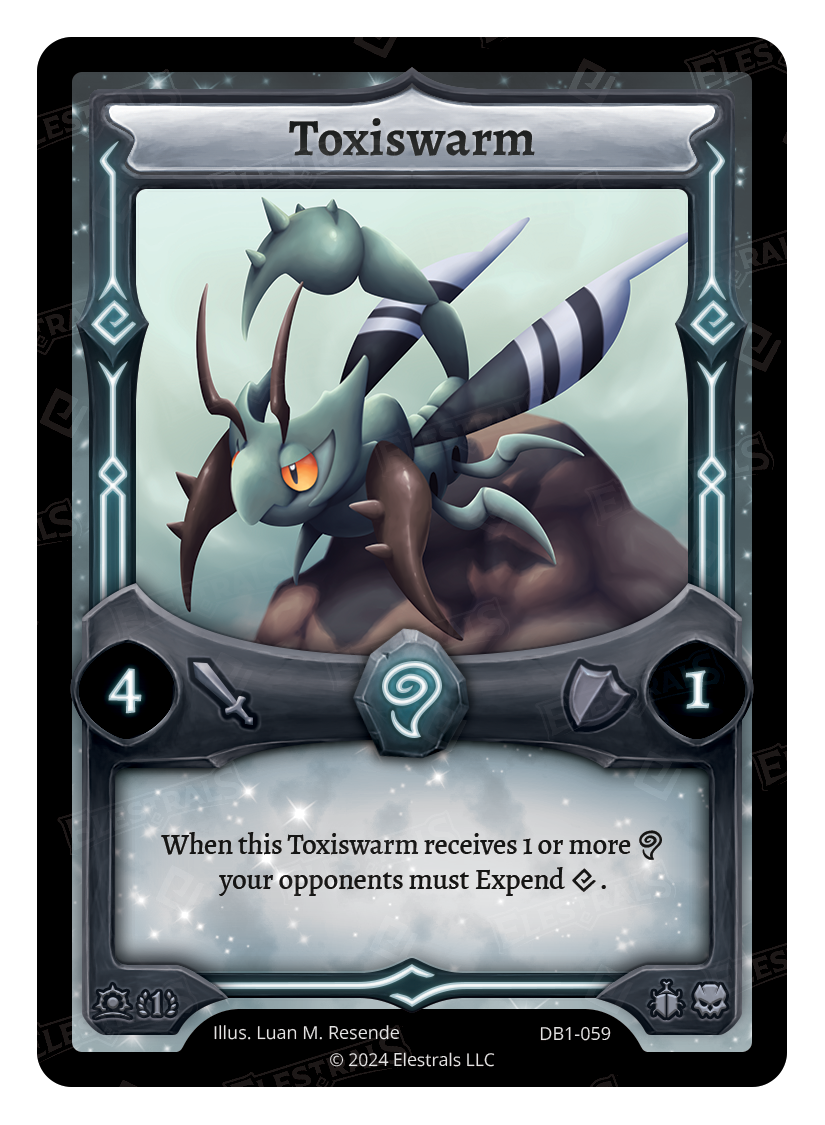 Toxiswarm
4
1
When this Toxiswarm receives 1 or more
your opponents must Expend .
1
Illus. Luan M. Resende
DB1-059
© 2024 Elestrals LLC